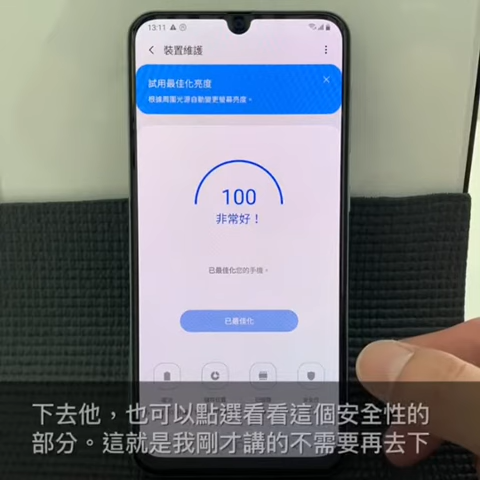 13:11
裝置維護
試用最佳化亮度
根據周圍光源自動變更螢幕亮度。
100
非常好！
已最佳化您的手機。
已最佳化
下去他，也可以點選看看這個安全性的
部分。這就是我剛才講的不需要再去下